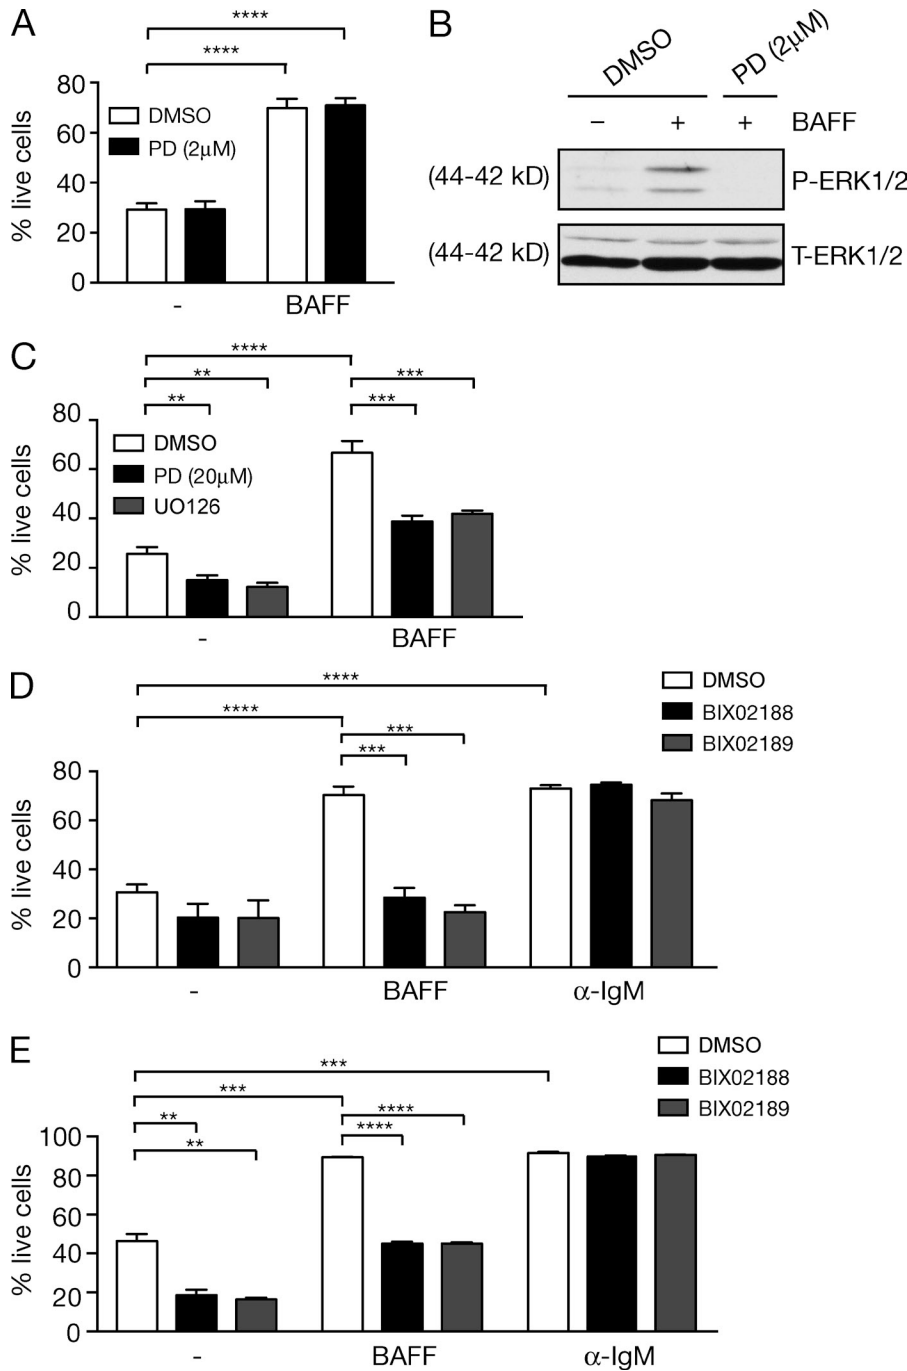 A
****
****
80
60
40
20
0
% live cells
DMSO
PD (2µM)
-
BAFF
B
DMSO
PD (2µM)
–
+
+
BAFF
(44-42 kD)
P-ERK1/2
(44-42 kD)
T-ERK1/2
C
****
**
***
**
***
80
60
40
20
0
% live cells
DMSO
PD (20µM)
UO126
-
BAFF
D
****
****
***
***
DMSO
BIX02188
BIX02189
80
60
40
20
0
% live cells
-
BAFF
α-IgM
E
***
***
****
**
****
**
DMSO
BIX02188
BIX02189
100
80
60
40
20
0
% live cells
-
BAFF
α-IgM